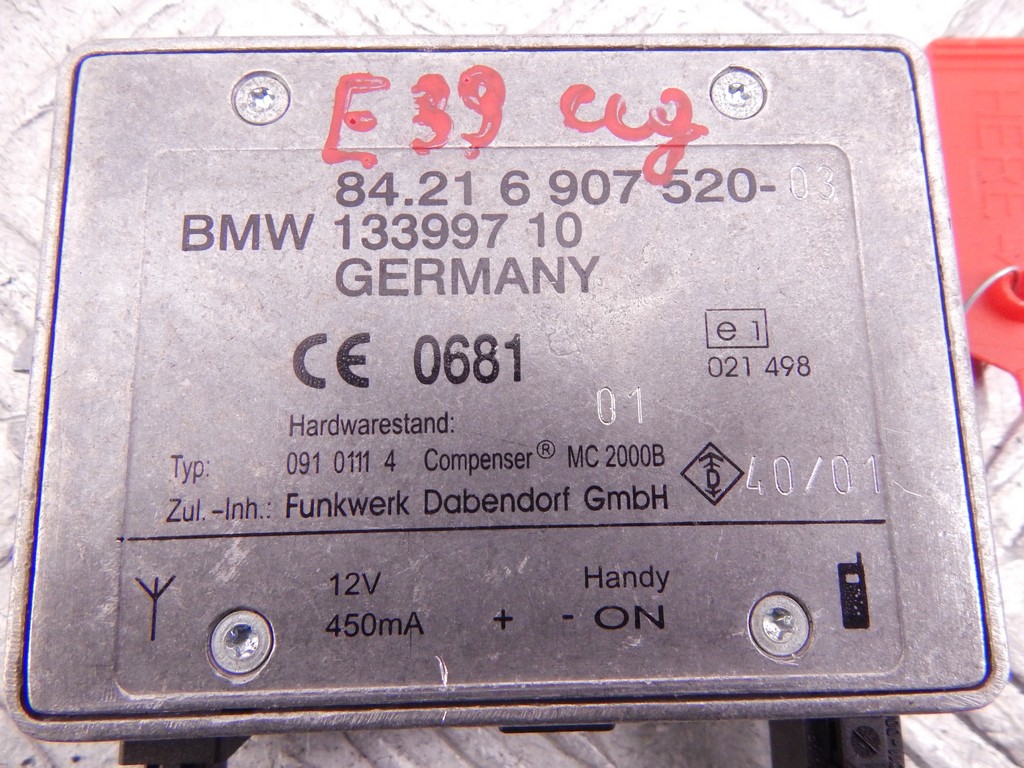 E39
84.21 6 907 520-03
BMW 133997 10
GERMANY
CE 0681
e1
021 498
01
Hardwarestand:
Typ: 091 0111 4 Compenser® MC 2000B
40/01
Zul.-Inh.: Funkwerk Dabendorf GmbH
12V
Handy
450mA + - ON